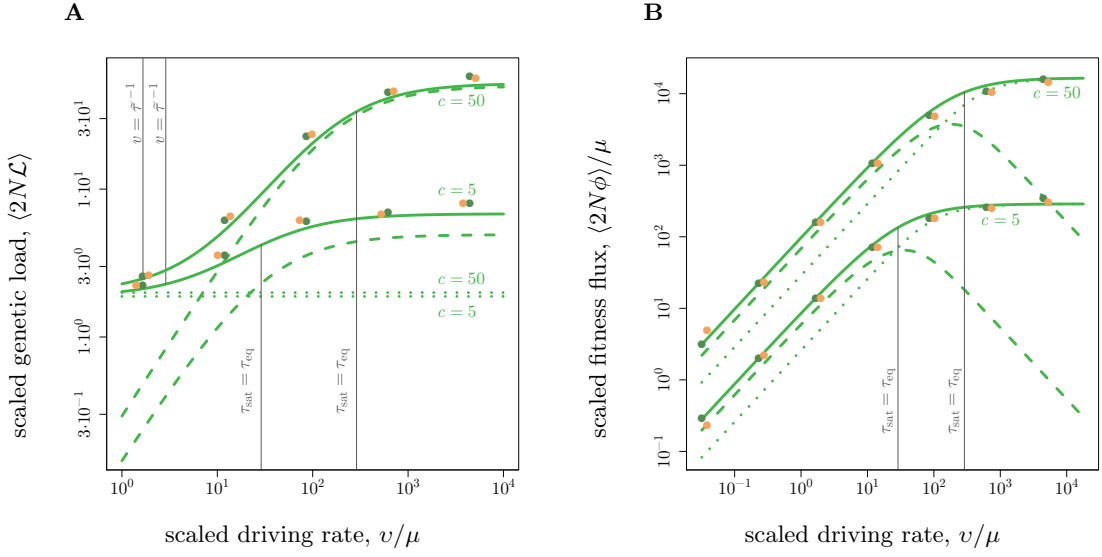 A
scaled genetic load, ⟨2Nℒ⟩
3·10¹
1·10¹
3·10⁰
1·10⁰
3·10⁻¹
υ = τ̃⁻¹
υ = τ̃⁻¹
τsat = τeq
τsat = τeq
c = 50
c = 5
c = 50
c = 5
10⁰ 10¹ 10² 10³ 10⁴
scaled driving rate, υ/μ
B
scaled fitness flux, ⟨2Nϕ⟩/μ
10⁴
10³
10²
10¹
10⁰
10⁻¹
c = 50
c = 5
τsat = τeq
τsat = τeq
10⁻¹ 10⁰ 10¹ 10² 10³ 10⁴
scaled driving rate, υ/μ